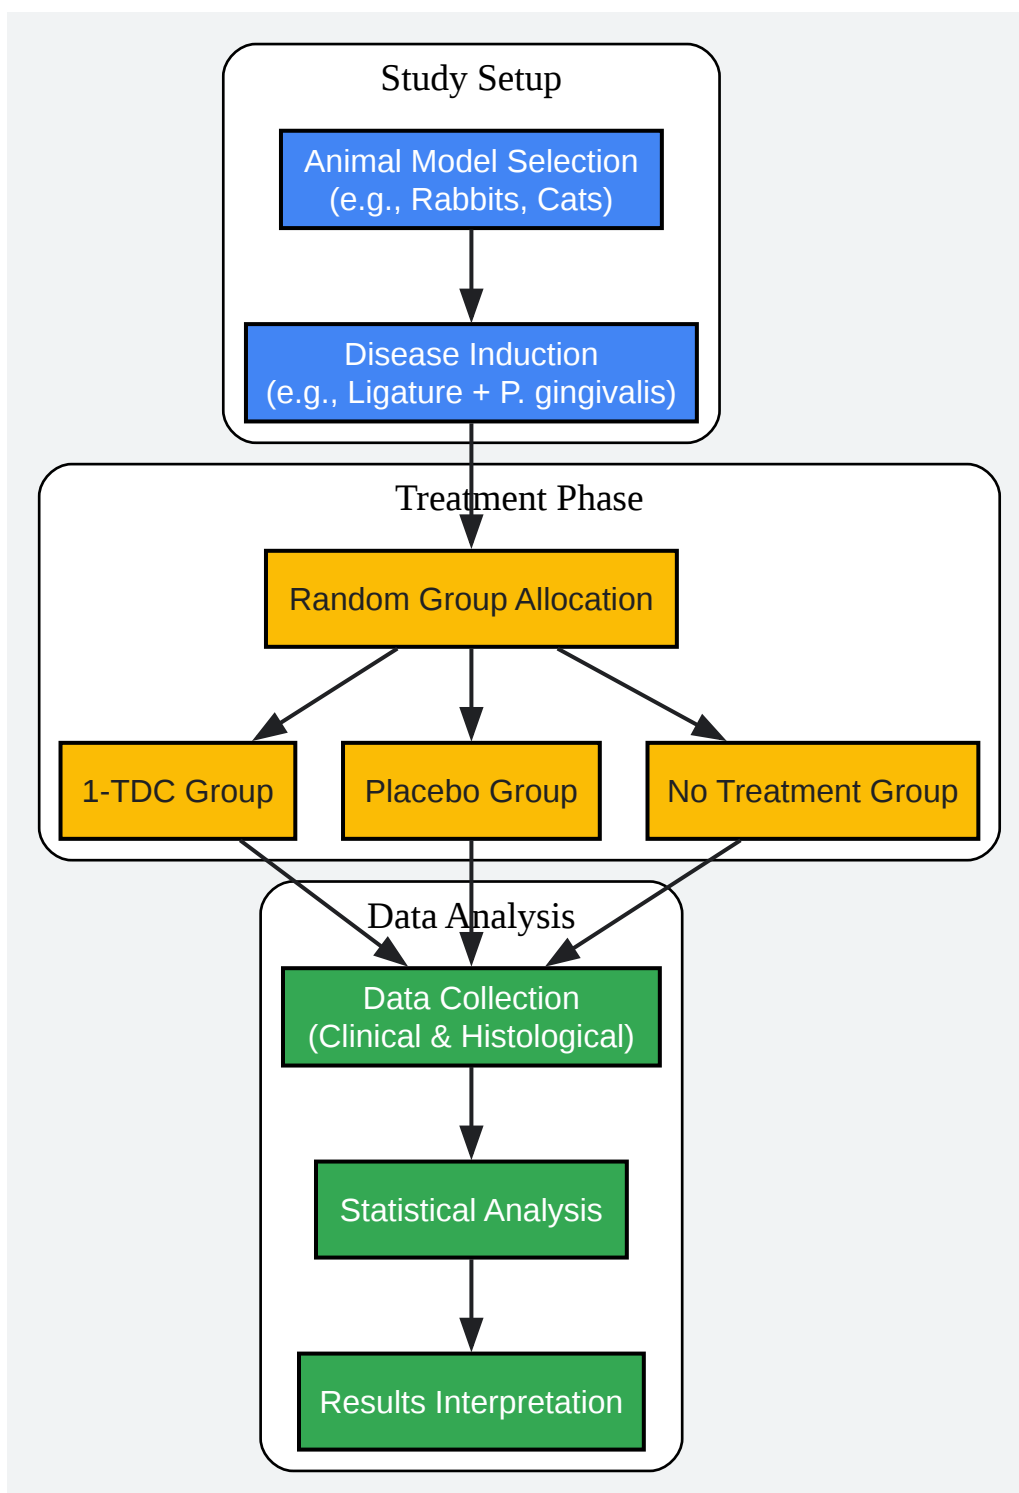 Study Setup
Animal Model Selection
(e.g., Rabbits, Cats)
Disease Induction
(e.g., Ligature + P. gingivalis)
Treatment Phase
Random Group Allocation
1-TDC Group
Placebo Group
No Treatment Group
Data Analysis
Data Collection
(Clinical & Histological)
Statistical Analysis
Results Interpretation